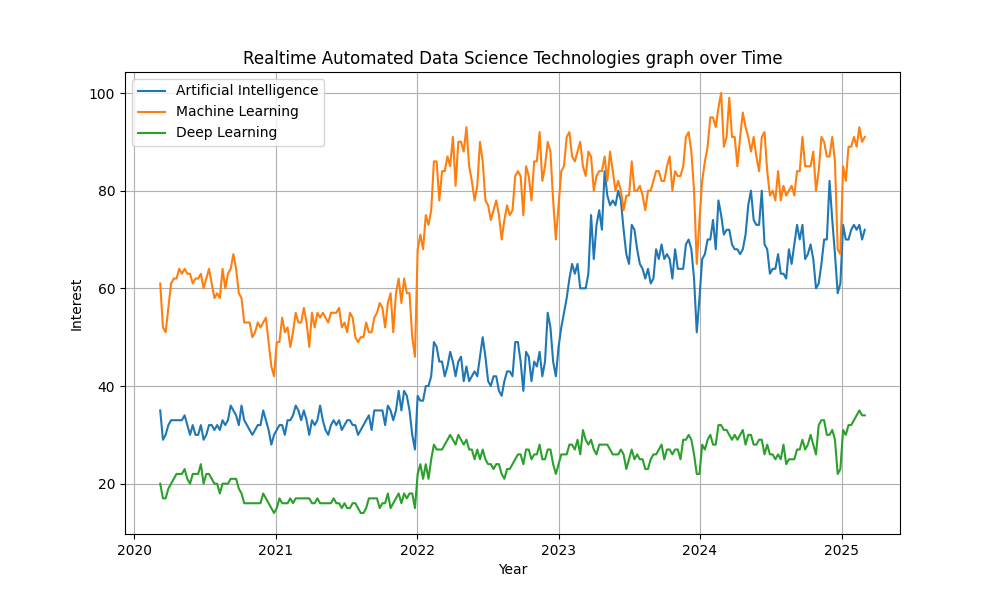 Realtime Automated Data Science Technologies graph over Time
Artificial Intelligence
Machine Learning
Deep Learning
Interest
100
80
60
40
20
2020 2021 2022 2023 2024 2025
Year